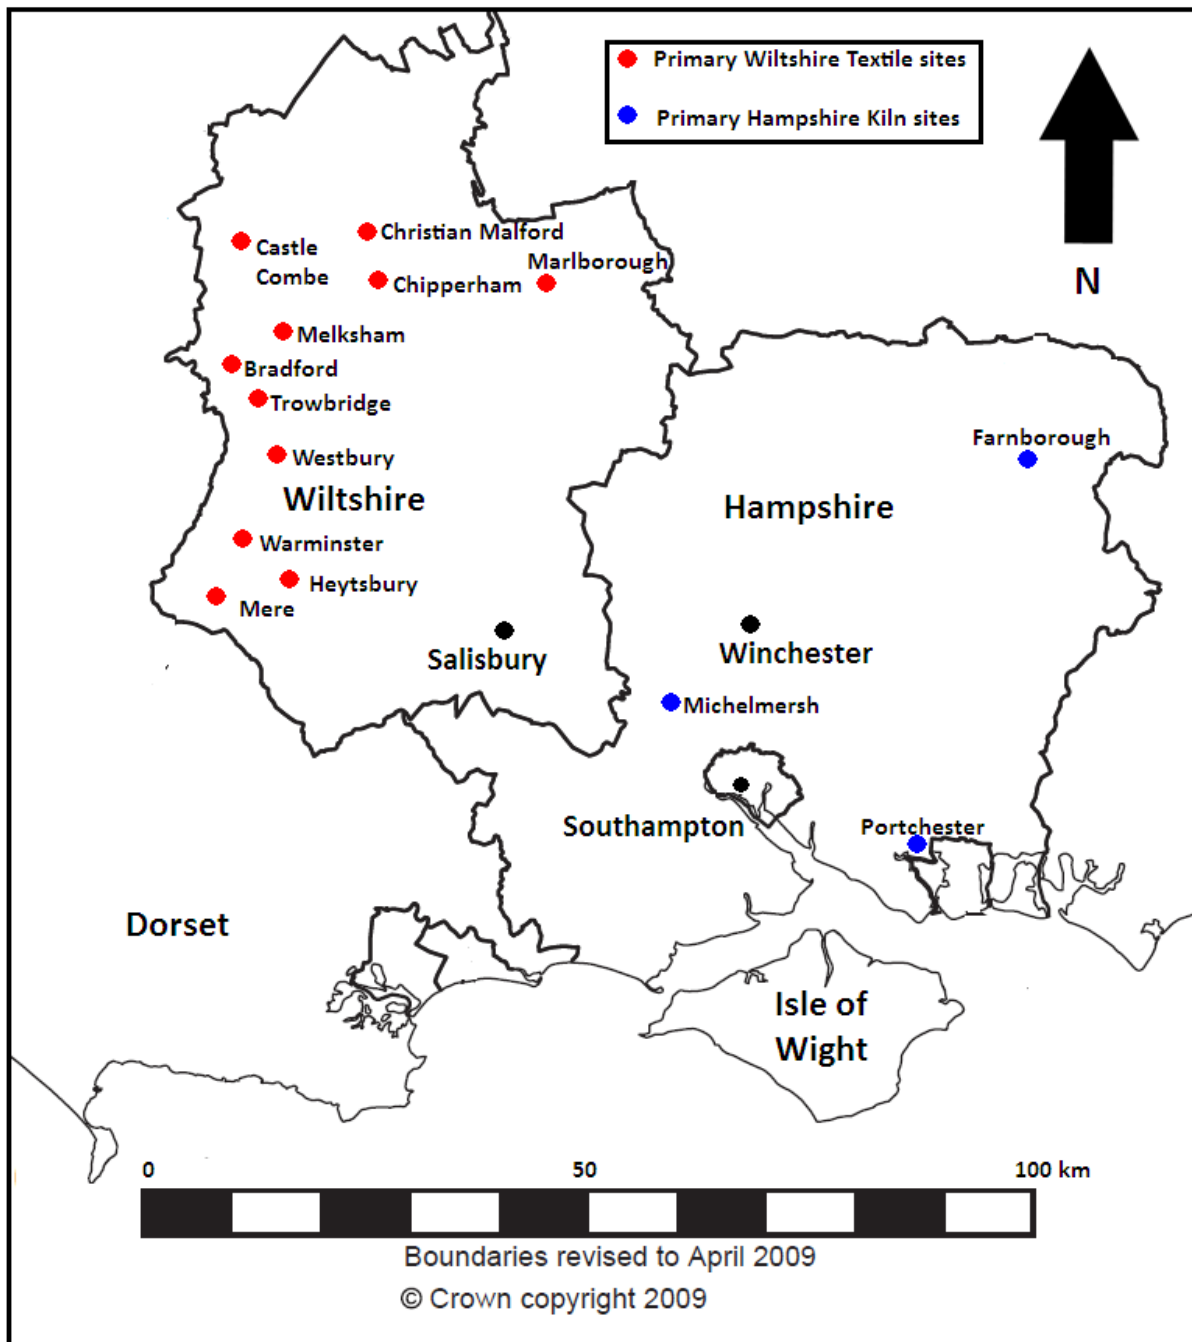 Primary Wiltshire Textile sites
Primary Hampshire Kiln sites
N
Christian Malford
Castle
Combe
Marlborough
Chipperham
Melksham
Bradford
Trowbridge
Farnborough
Westbury
Wiltshire
Hampshire
Warminster
Heytsbury
Mere
Salisbury
Winchester
Michelmersh
Southampton
Portchester
Dorset
Isle of
Wight
0 50 100 km
Boundaries revised to April 2009
© Crown copyright 2009